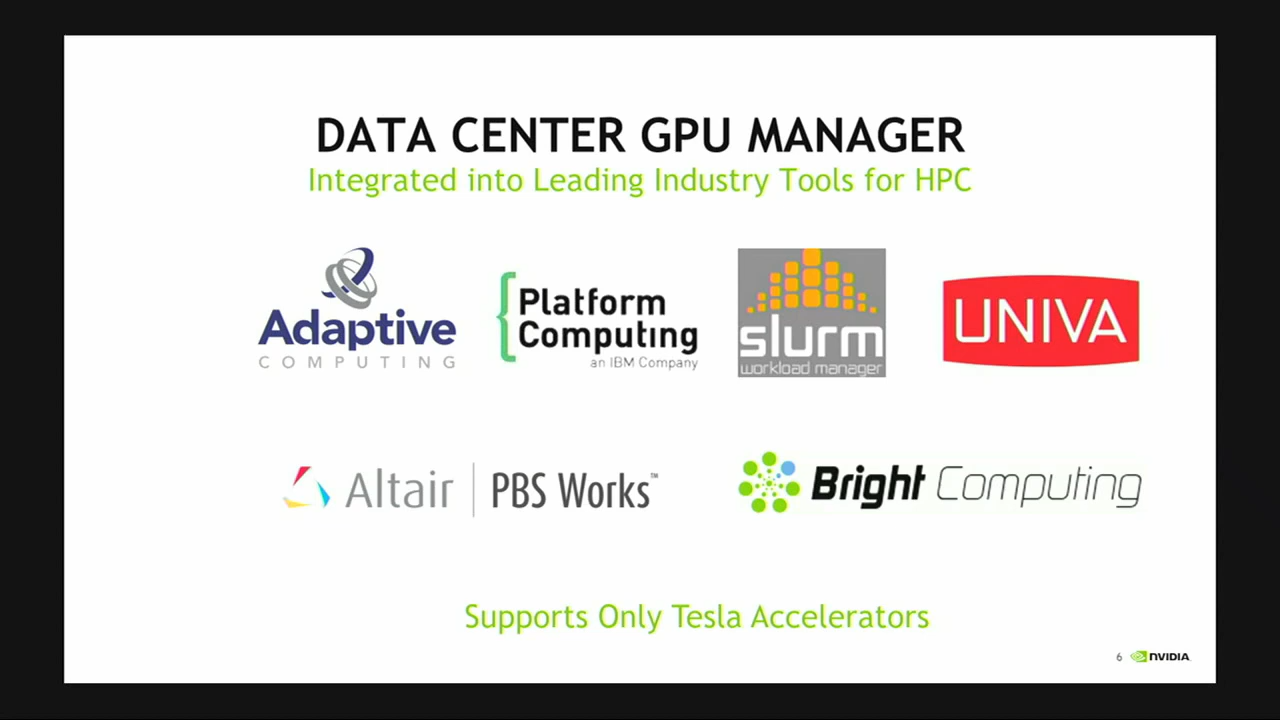 DATA CENTER GPU MANAGER
Integrated into Leading Industry Tools for HPC
Adaptive
COMPUTING
Platform
Computing
an IBM Company
slurm
workload manager
UNIVA
Altair | PBS Works™
Bright Computing
Supports Only Tesla Accelerators
6 NVIDIA